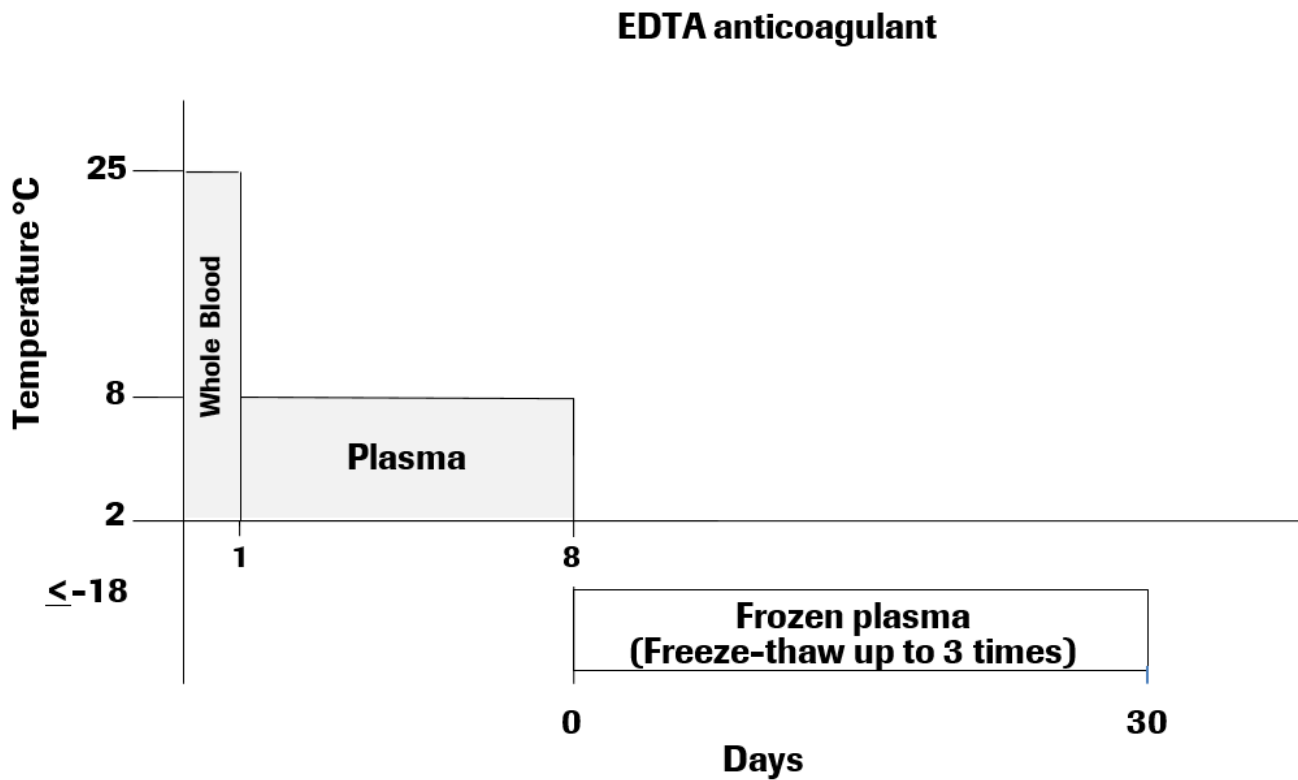 EDTA anticoagulant
Temperature °C
25
8
2
≤-18
Whole Blood
Plasma
1
8
Frozen plasma
(Freeze-thaw up to 3 times)
0
30
Days